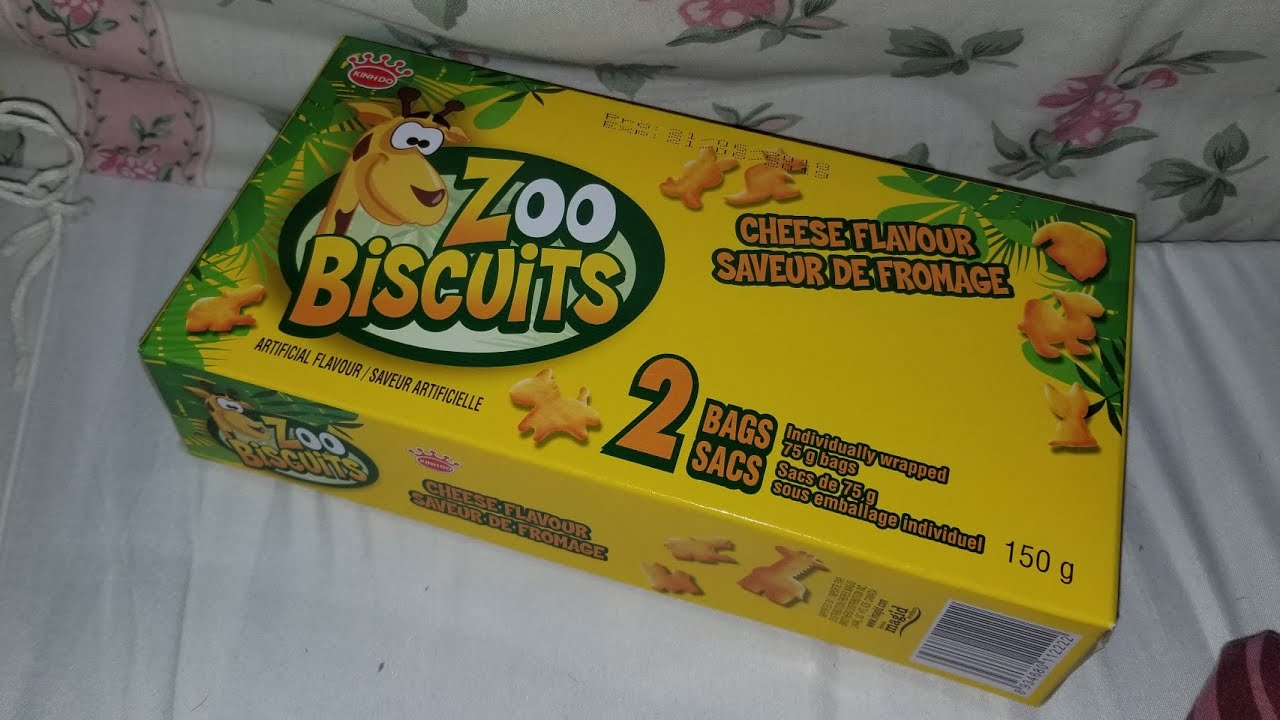 KINH DO
ZOO
BISCUITS
ARTIFICIAL FLAVOUR / SAVEUR ARTIFICIELLE
CHEESE FLAVOUR
SAVEUR DE FROMAGE
2
BAGS
SACS
Individually wrapped
75 g bags
Sacs de 75 g
sous emballage individuel
150 g
ZOO
BISCUITS
KINH DO
CHEESE FLAVOUR
SAVEUR DE FROMAGE
magid